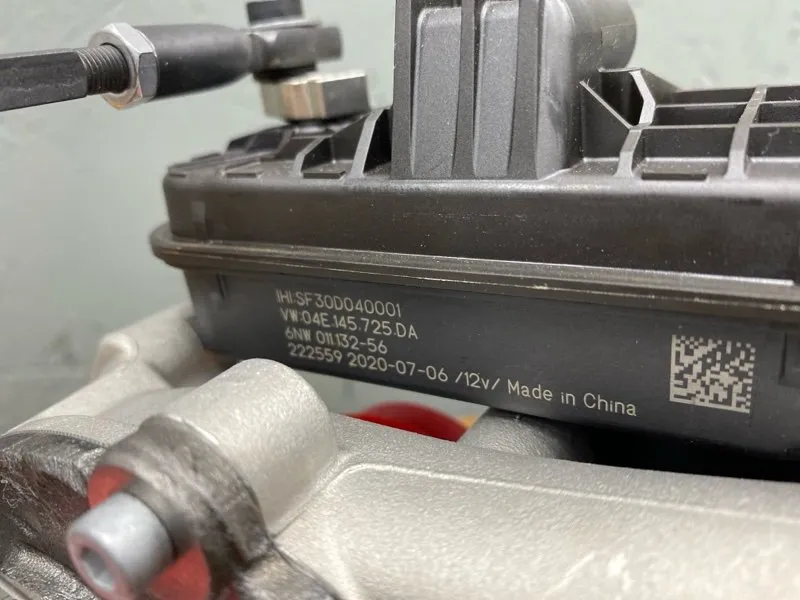 IHI:SF30D040001
VW:04E.145.725.DA
6NW 011.132-56
222559 2020-07-06 /12v/ Made in China